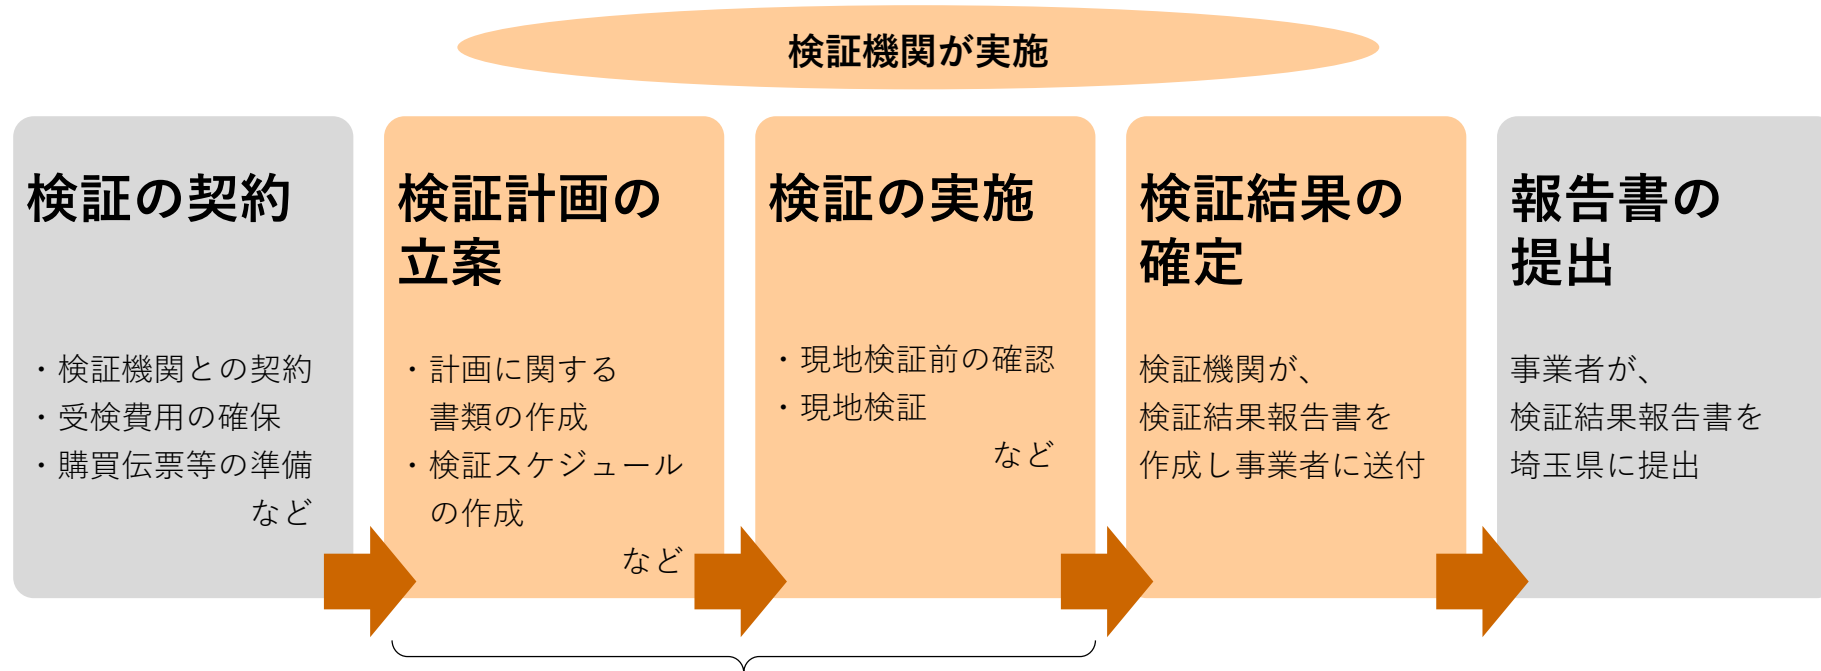 検証機関が実施
検証の契約
・検証機関との契約
・受検費用の確保
・購買伝票等の準備
など
検証計画の
立案
・計画に関する
書類の作成
・検証スケジュール
の作成
など
検証の実施
・現地検証前の確認
・現地検証
など
検証結果の
確定
検証機関が、
検証結果報告書を
作成し事業者に送付
報告書の
提出
事業者が、
検証結果報告書を
埼玉県に提出